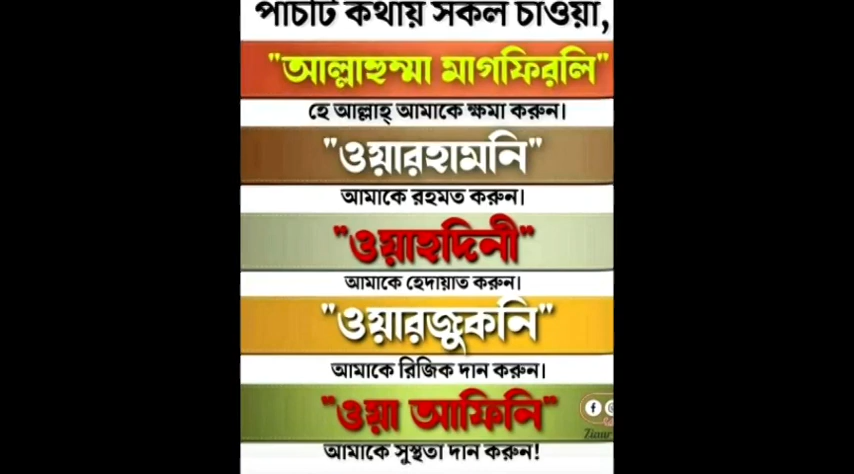 পাঁচটি কথায় সকল চাওয়া,
"আল্লাহুম্মা মাগফিরলি"
হে আল্লাহ্ আমাকে ক্ষমা করুন।
"ওয়ারহামনি"
আমাকে রহমত করুন।
"ওয়াহদিনী"
আমাকে হেদায়াত করুন।
"ওয়ারজুকনি"
আমাকে রিজিক দান করুন।
"ওয়া আফিনি"
আমাকে সুস্থতা দান করুন!